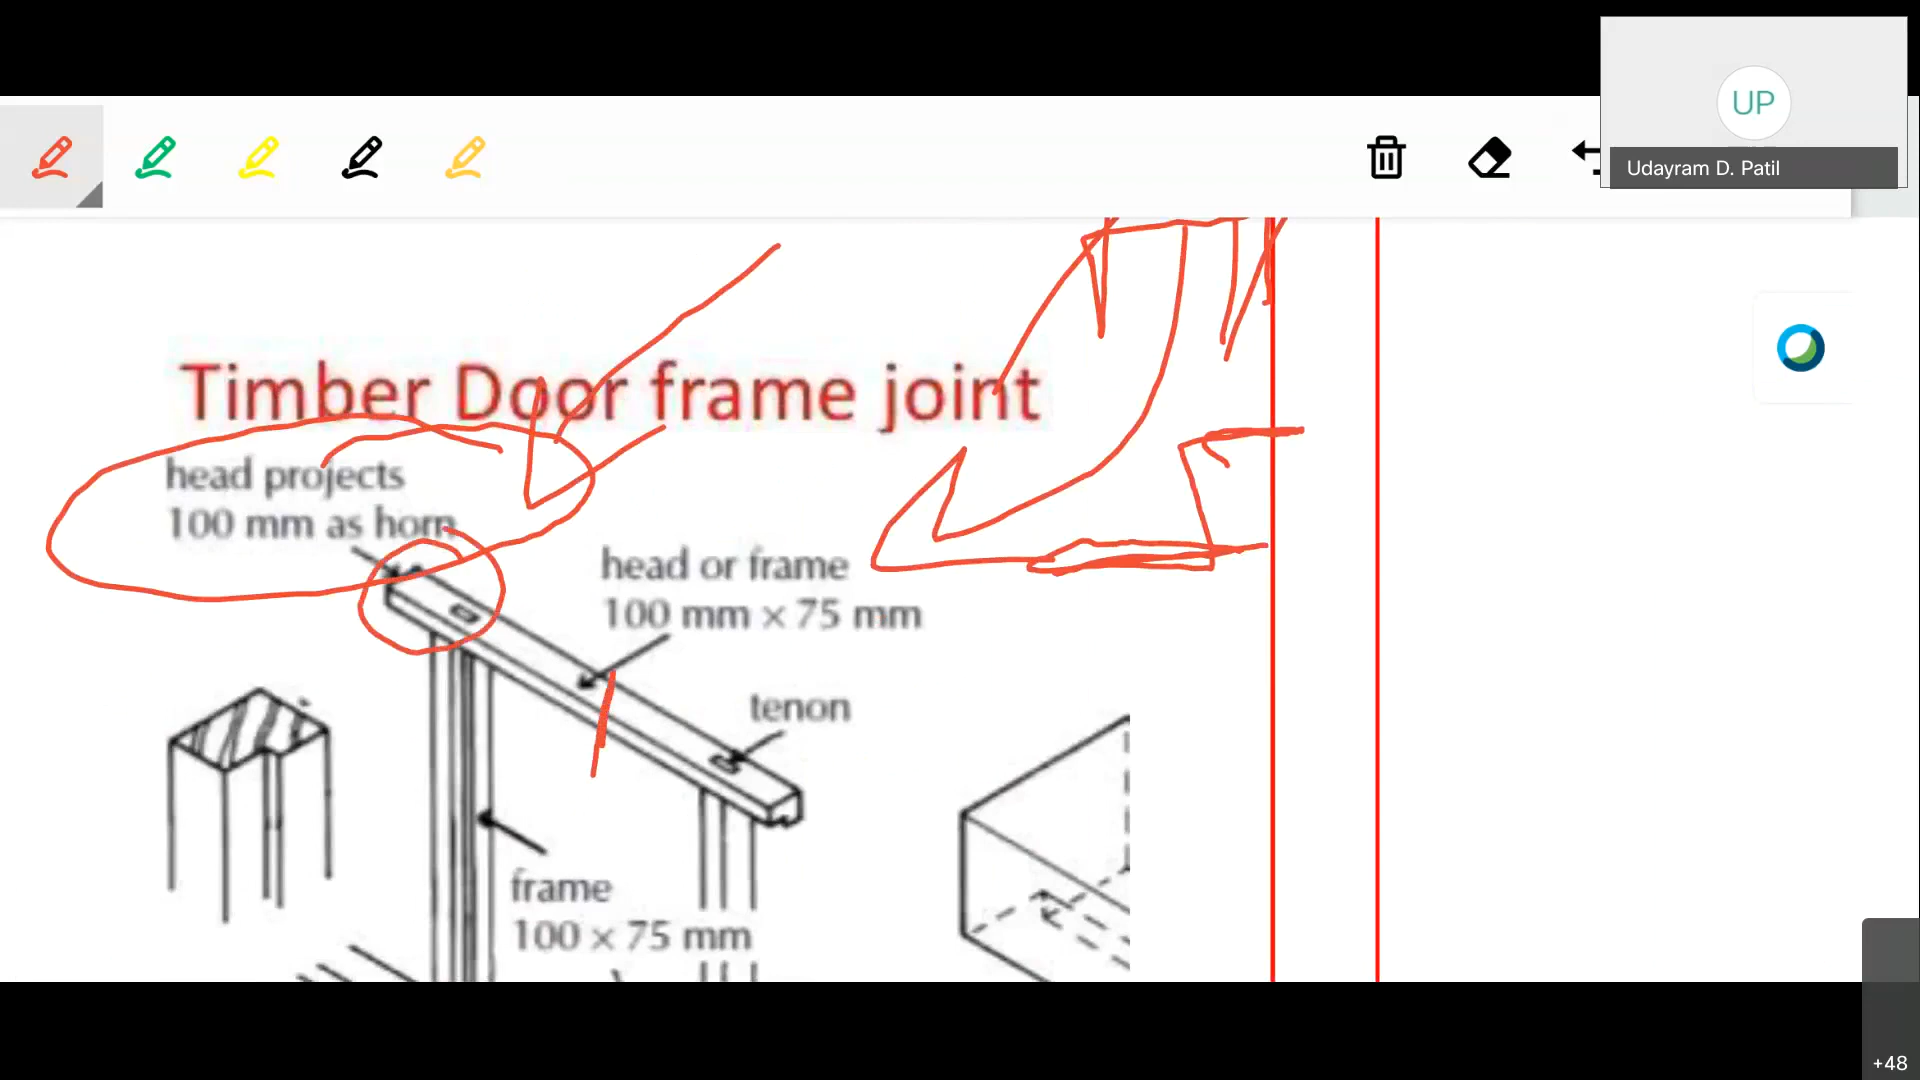 UP
Udayram D. Patil
Timber Door frame joint
head projects
100 mm as horn
head or frame
100 mm × 75 mm
tenon
frame
100 × 75 mm
+48